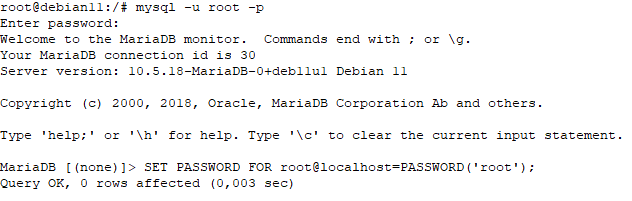 root@debian11:/# mysql -u root -p
Enter password:
Welcome to the MariaDB monitor.  Commands end with ; or \g.
Your MariaDB connection id is 30
Server version: 10.5.18-MariaDB-0+deb11u1 Debian 11

Copyright (c) 2000, 2018, Oracle, MariaDB Corporation Ab and others.

Type 'help;' or '\h' for help. Type '\c' to clear the current input statement.

MariaDB [(none)]> SET PASSWORD FOR root@localhost=PASSWORD('root');
Query OK, 0 rows affected (0,003 sec)